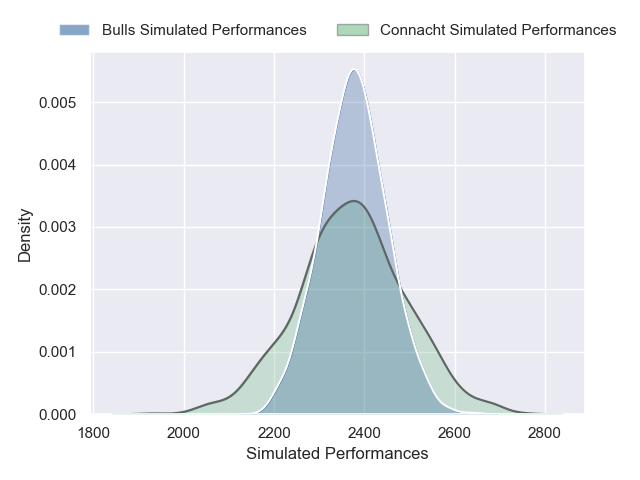 Bulls Simulated Performances
Connacht Simulated Performances
0.005
0.004
0.003
0.002
0.001
0.000
Density
1800 2000 2200 2400 2600 2800
Simulated Performances